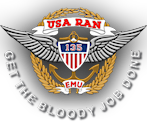 USA RAN
135
EMU
GET THE BLOODY JOB DONE